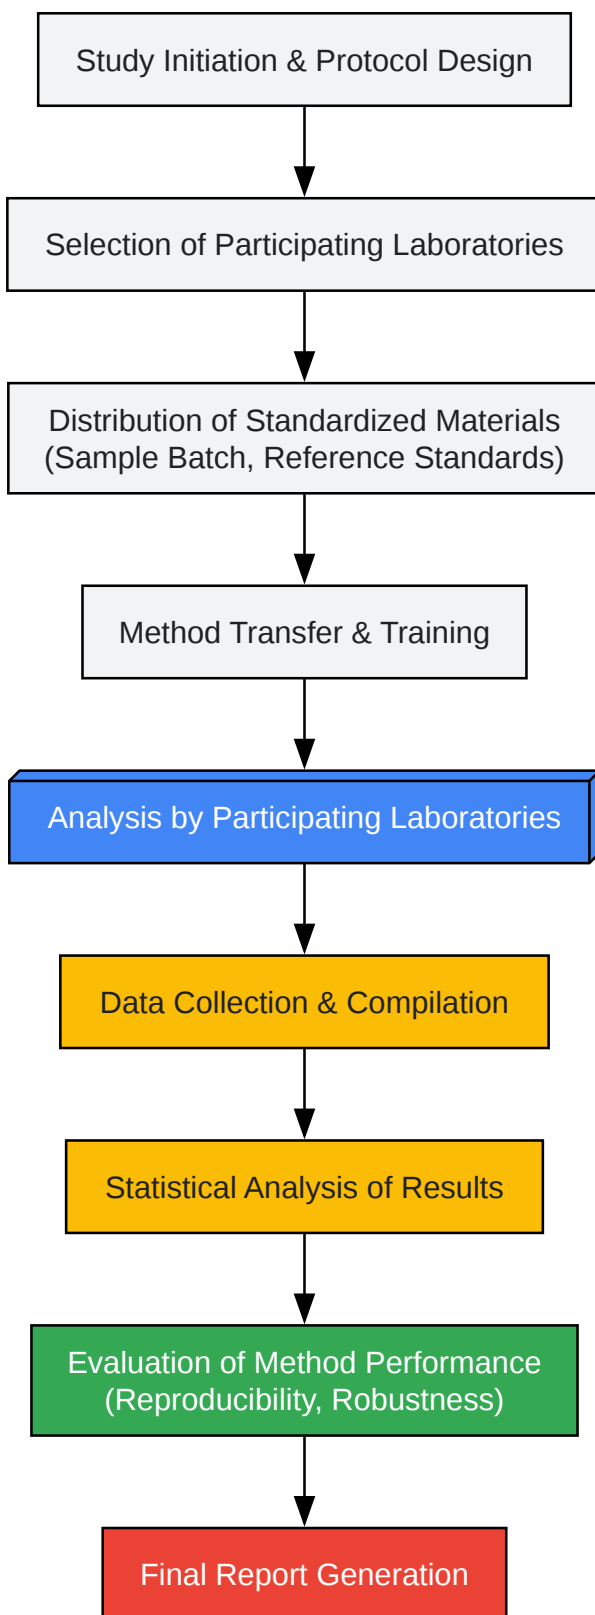 Study Initiation & Protocol Design
Selection of Participating Laboratories
Distribution of Standardized Materials
(Sample Batch, Reference Standards)
Method Transfer & Training
Analysis by Participating Laboratories
Data Collection & Compilation
Statistical Analysis of Results
Evaluation of Method Performance
(Reproducibility, Robustness)
Final Report Generation